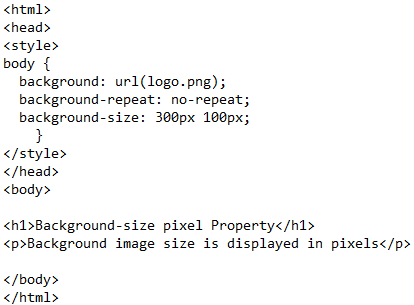 <html>
<head>
<style>
body {
  background: url(logo.png);
  background-repeat: no-repeat;
  background-size: 300px 100px;
    }
</style>
</head>
<body>

<h1>Background-size pixel Property</h1>
<p>Background image size is displayed in pixels</p>

</body>
</html>